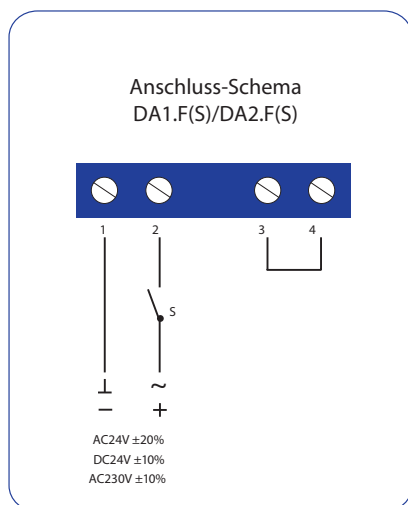 Anschluss-Schema
DA1.F(S)/DA2.F(S)
1 2 3 4
S
⊥ ~
− +
AC24V ±20%
DC24V ±10%
AC230V ±10%